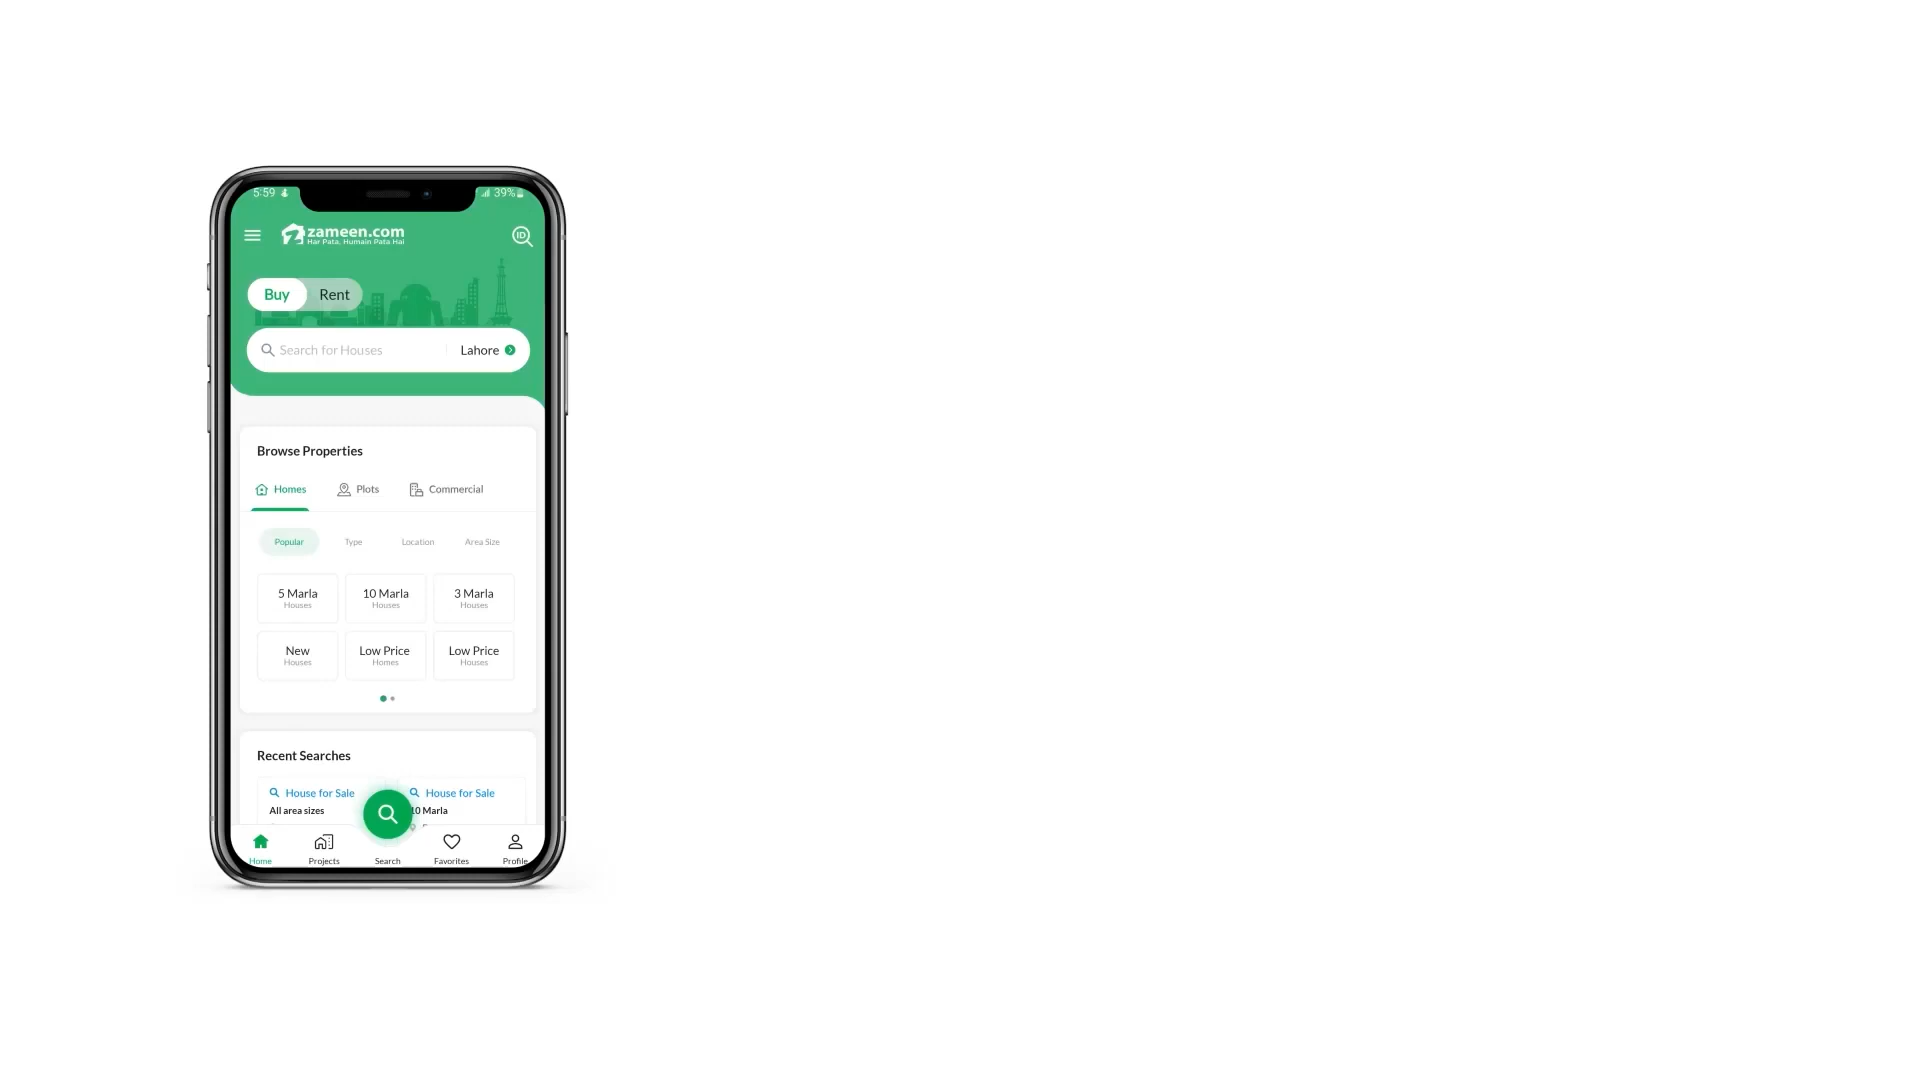 5:59
39%
zameen.com
Har Pata, Humain Pata Hai
ID
Buy Rent
Search for Houses Lahore
Browse Properties
Homes Plots Commercial
Popular Type Location Area Size
5 Marla 10 Marla 3 Marla
Houses Houses Houses
New Low Price Low Price
Houses Homes Houses
Recent Searches
House for Sale House for Sale
All area sizes 10 Marla
Home Projects Search Favorites Profile